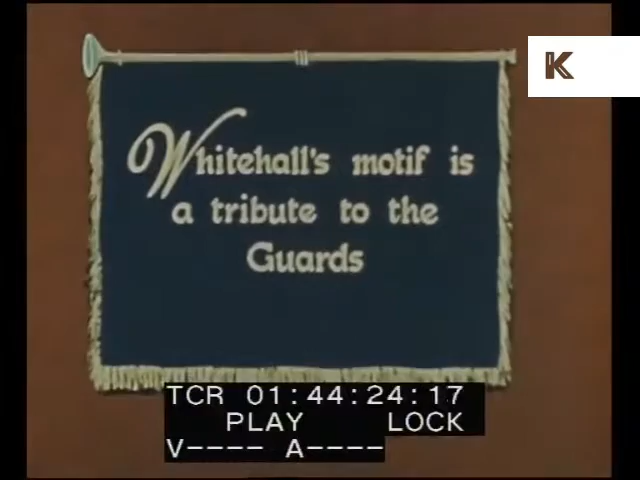 K
Whitehall's motif is
a tribute to the
Guards
TCR 01:44:24:17
PLAY LOCK
V---- A----